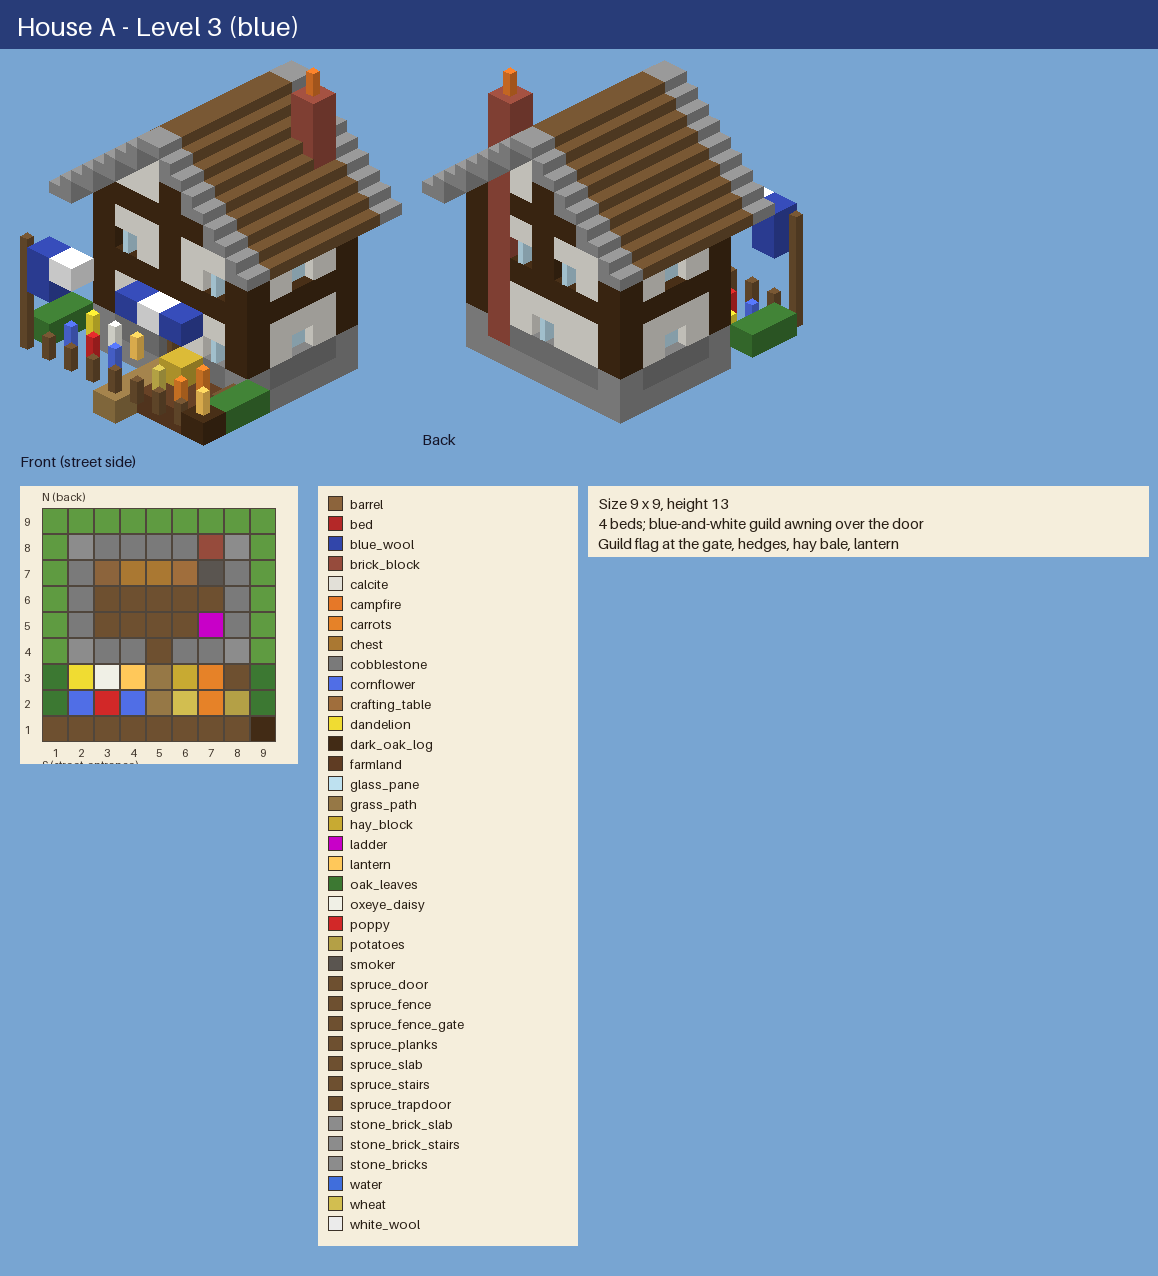 House A - Level 3 (blue)
Front (street side)
Back
N (back)
9
8
7
6
5
4
3
2
1
1 2 3 4 5 6 7 8 9
S (street entrance)
barrel
bed
blue_wool
brick_block
calcite
campfire
carrots
chest
cobblestone
cornflower
crafting_table
dandelion
dark_oak_log
farmland
glass_pane
grass_path
hay_block
ladder
lantern
oak_leaves
oxeye_daisy
poppy
potatoes
smoker
spruce_door
spruce_fence
spruce_fence_gate
spruce_planks
spruce_slab
spruce_stairs
spruce_trapdoor
stone_brick_slab
stone_brick_stairs
stone_bricks
water
wheat
white_wool
Size 9 x 9, height 13
4 beds; blue-and-white guild awning over the door
Guild flag at the gate, hedges, hay bale, lantern